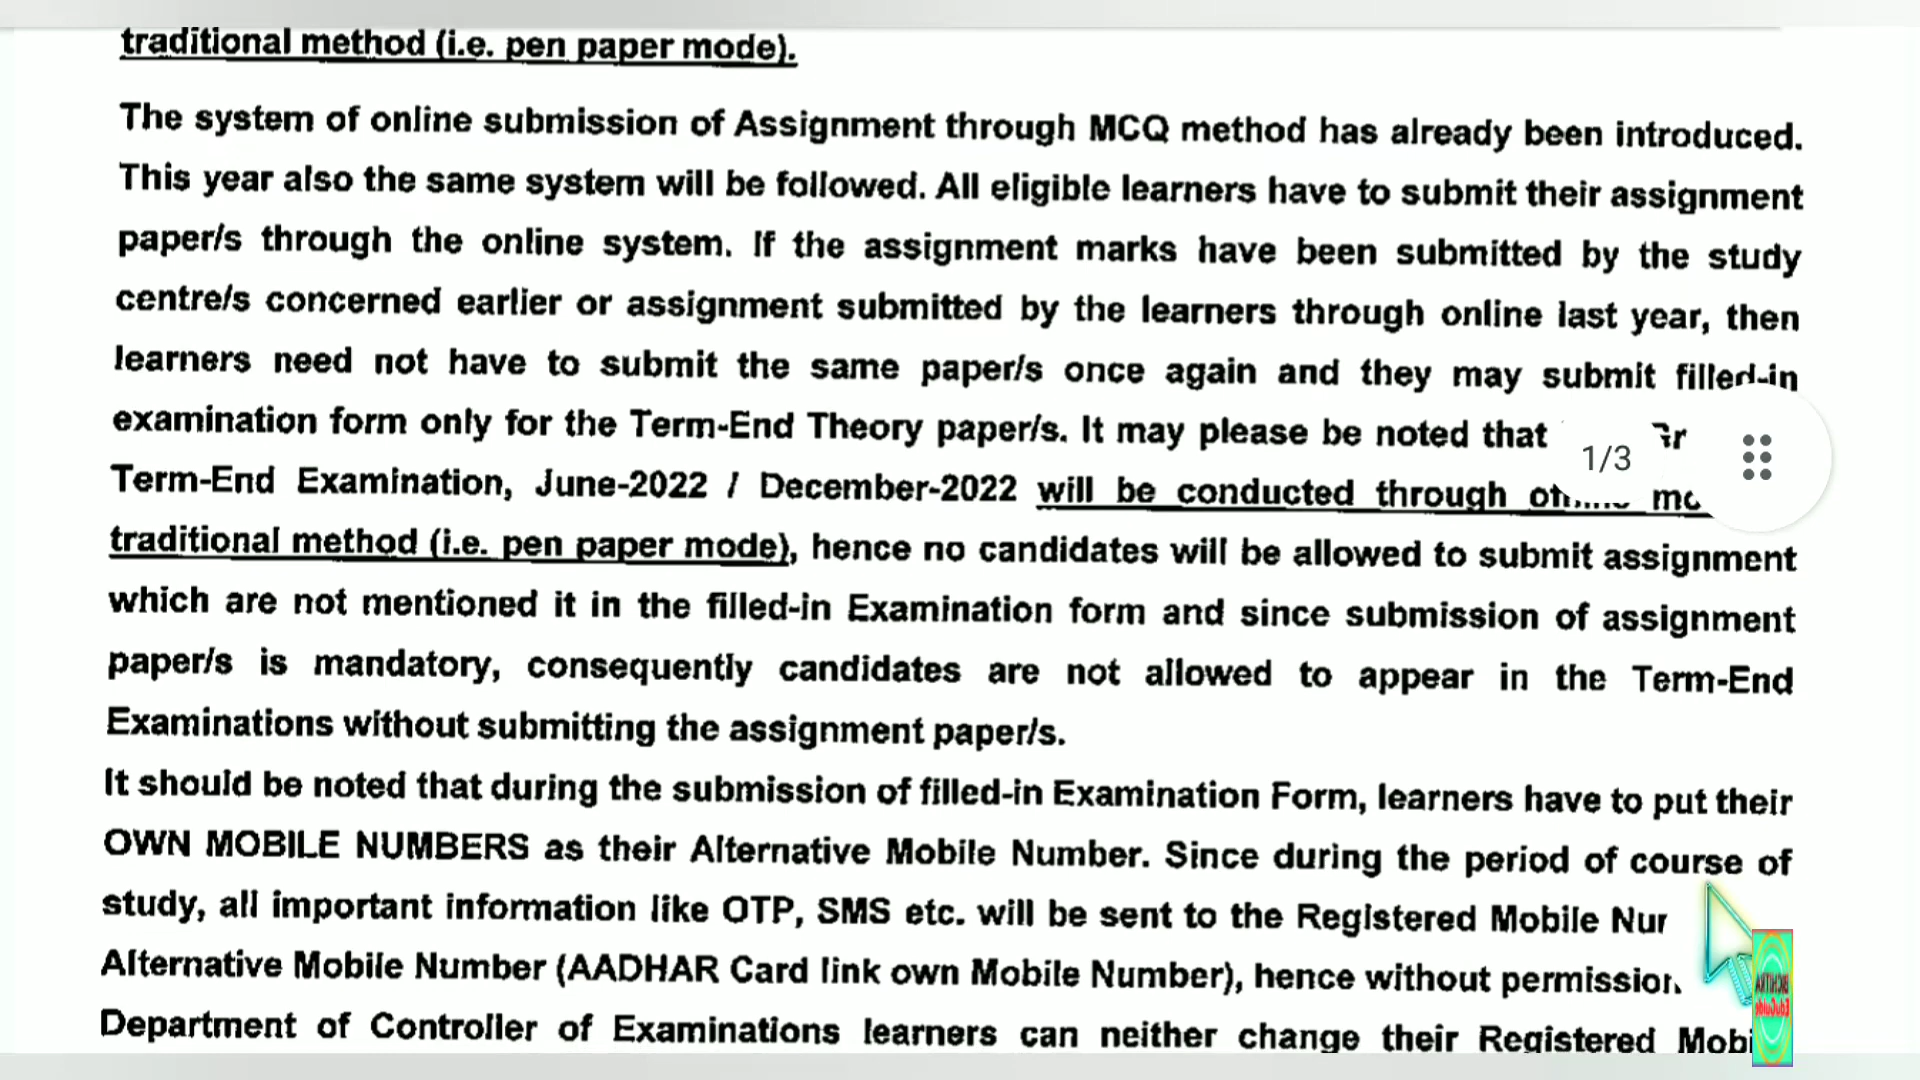 traditional method (i.e. pen paper mode).
The system of online submission of Assignment through MCQ method has already been introduced.
This year also the same system will be followed. All eligible learners have to submit their assignment
paper/s through the online system. If the assignment marks have been submitted by the study
centre/s concerned earlier or assignment submitted by the learners through online last year, then
learners need not have to submit the same paper/s once again and they may submit filled-in
examination form only for the Term-End Theory paper/s. It may please be noted that
1/3
Term-End Examination, June-2022 / December-2022 will be conducted through
traditional method (i.e. pen paper mode), hence no candidates will be allowed to submit assignment
which are not mentioned it in the filled-in Examination form and since submission of assignment
paper/s is mandatory, consequently candidates are not allowed to appear in the Term-End
Examinations without submitting the assignment paper/s.
It should be noted that during the submission of filled-in Examination Form, learners have to put their
OWN MOBILE NUMBERS as their Alternative Mobile Number. Since during the period of course of
study, all important information like OTP, SMS etc. will be sent to the Registered Mobile
Alternative Mobile Number (AADHAR Card link own Mobile Number), hence without permission
Department of Controller of Examinations learners can neither change their Registered